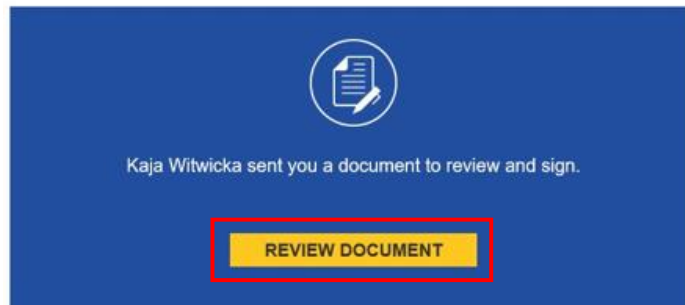 Kaja Witwicka sent you a document to review and sign.
REVIEW DOCUMENT